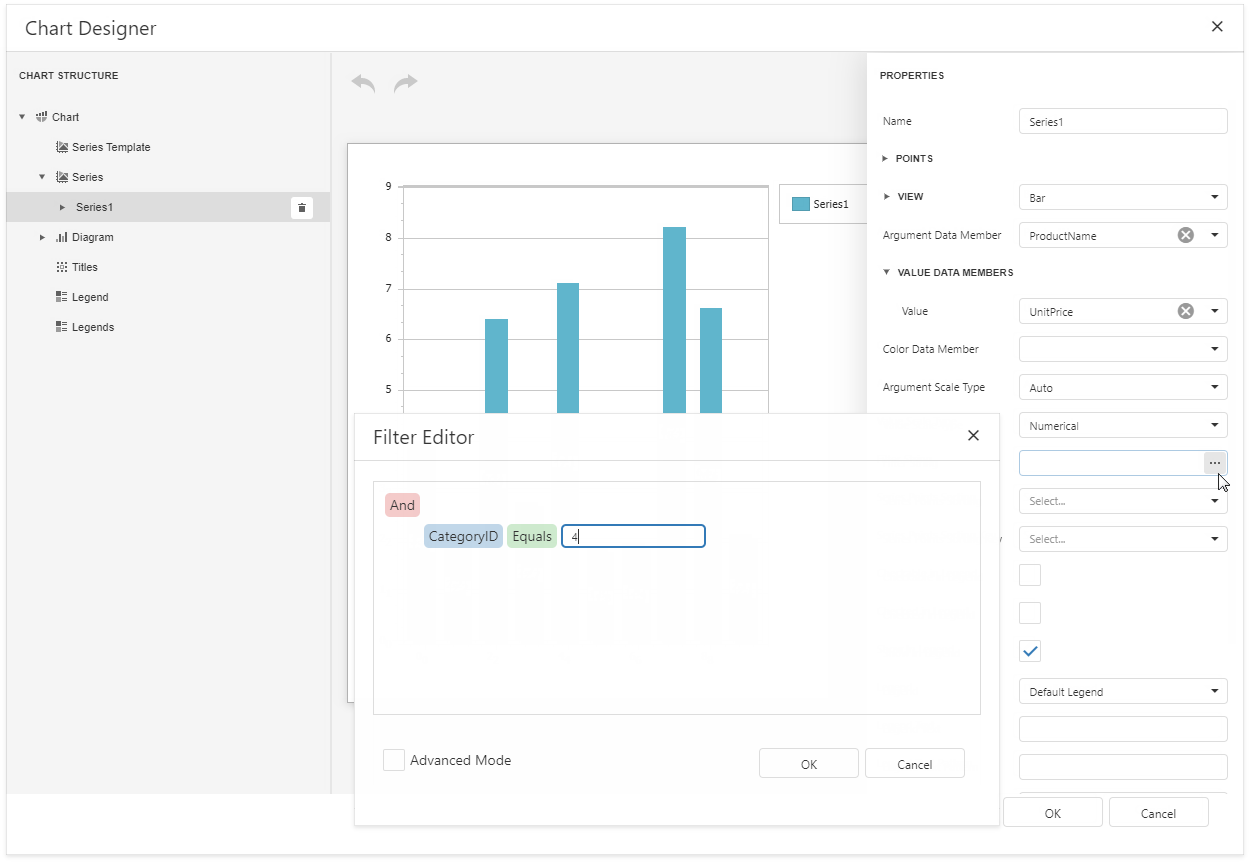 Chart Designer
CHART STRUCTURE
Chart
Series Template
Series
Series1
Diagram
Titles
Legend
Legends
9
8
7
6
5
Series1
PROPERTIES
Name Series1
POINTS
VIEW Bar
Argument Data Member ProductName
VALUE DATA MEMBERS
Value UnitPrice
Color Data Member
Argument Scale Type Auto
Numerical
...
Select...
Select...
Default Legend
OK Cancel
Filter Editor
And
CategoryID Equals 4
Advanced Mode
OK Cancel